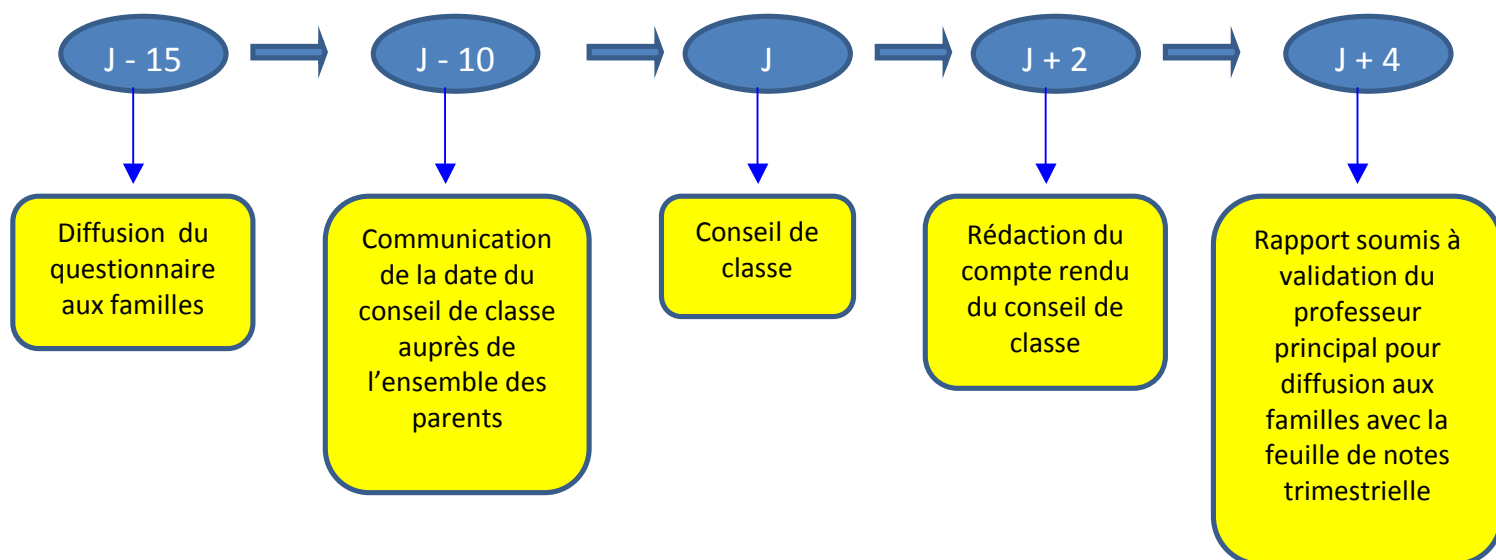 J - 15
J - 10
J
J + 2
J + 4
Diffusion du
questionnaire
aux familles
Communication
de la date du
conseil de classe
auprès de
l’ensemble des
parents
Conseil de
classe
Rédaction du
compte rendu
du conseil de
classe
Rapport soumis à
validation du
professeur
principal pour
diffusion aux
familles avec la
feuille de notes
trimestrielle